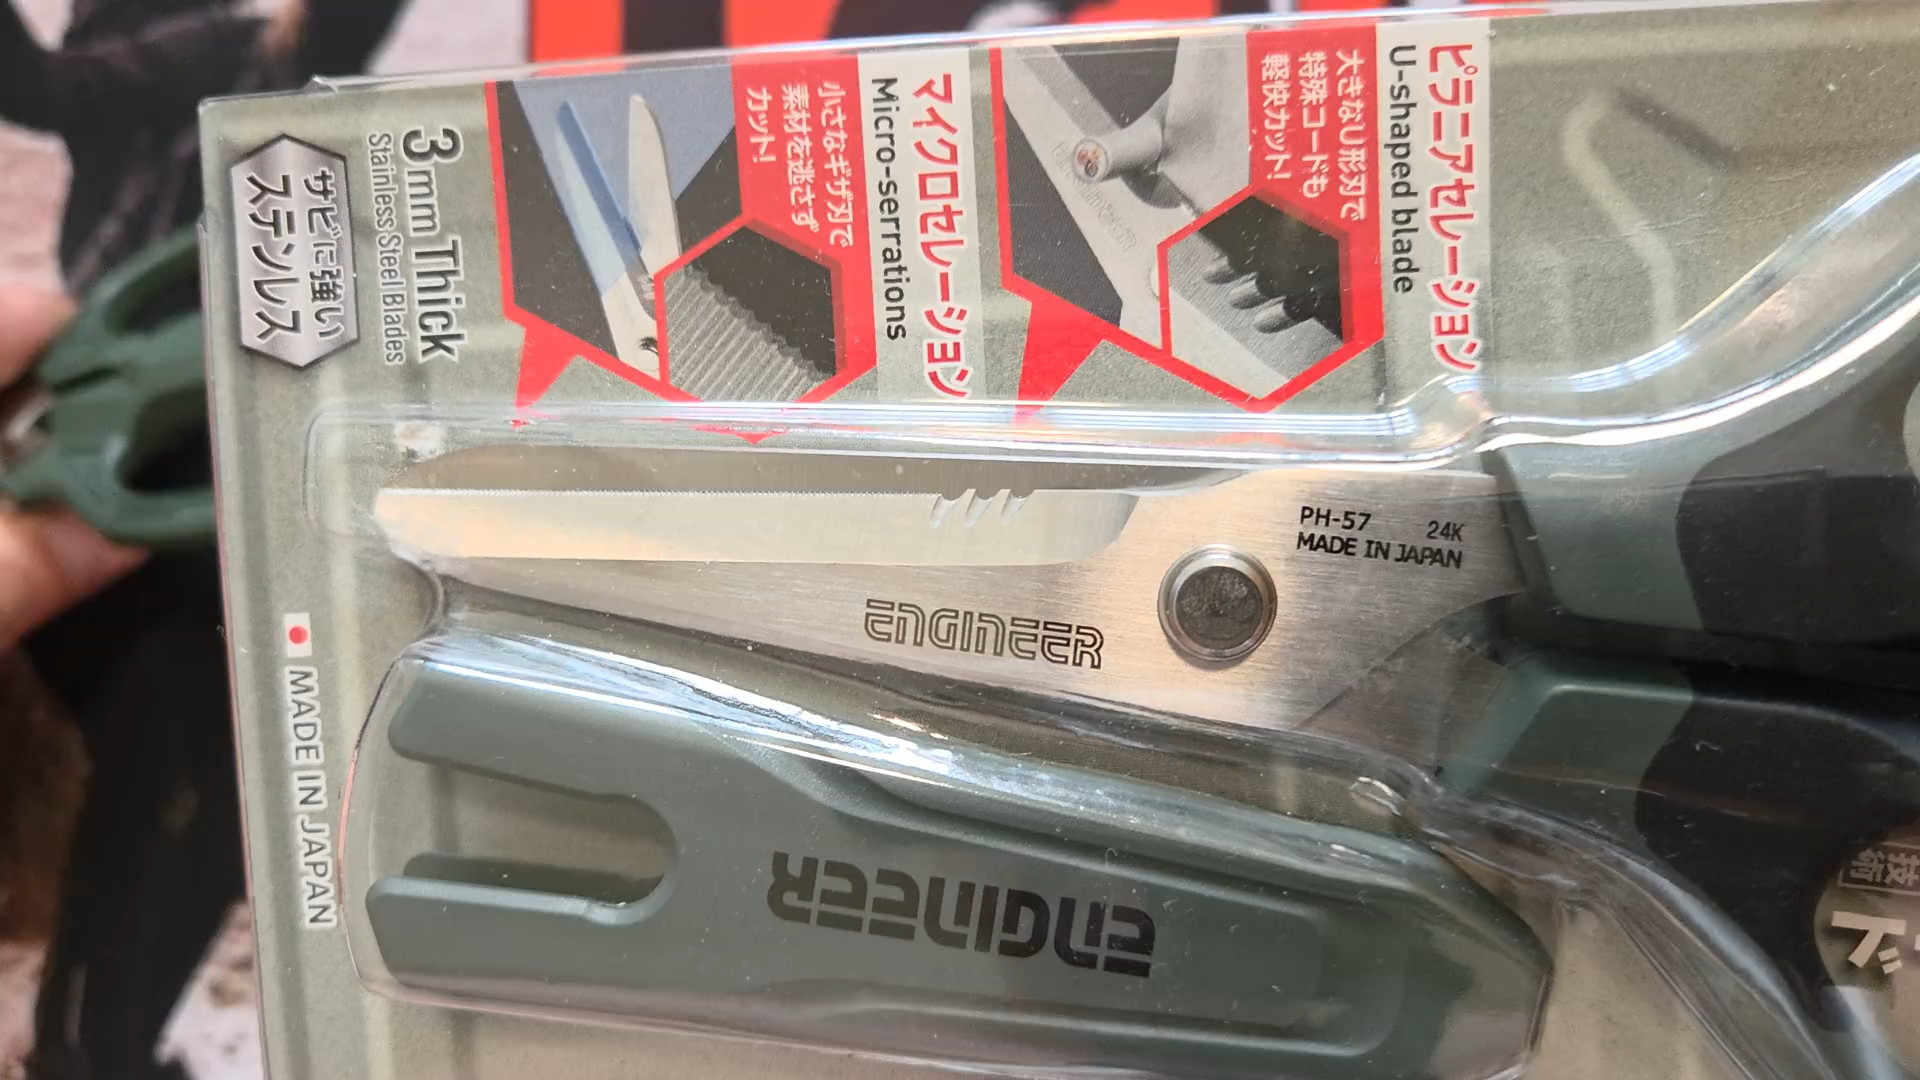 ピラニアセレーション
U-shaped blade
大きなU形刃で
特殊コードも
軽快カット!
マイクロセレーション
Micro-serrations
小さなギザ刃で
素材を逃さず
カット!
3mm Thick
Stainless Steel Blades
サビに強い
ステンレス
PH-57 24K
MADE IN JAPAN
ENGINEER
ENGINEER
MADE IN JAPAN
技術